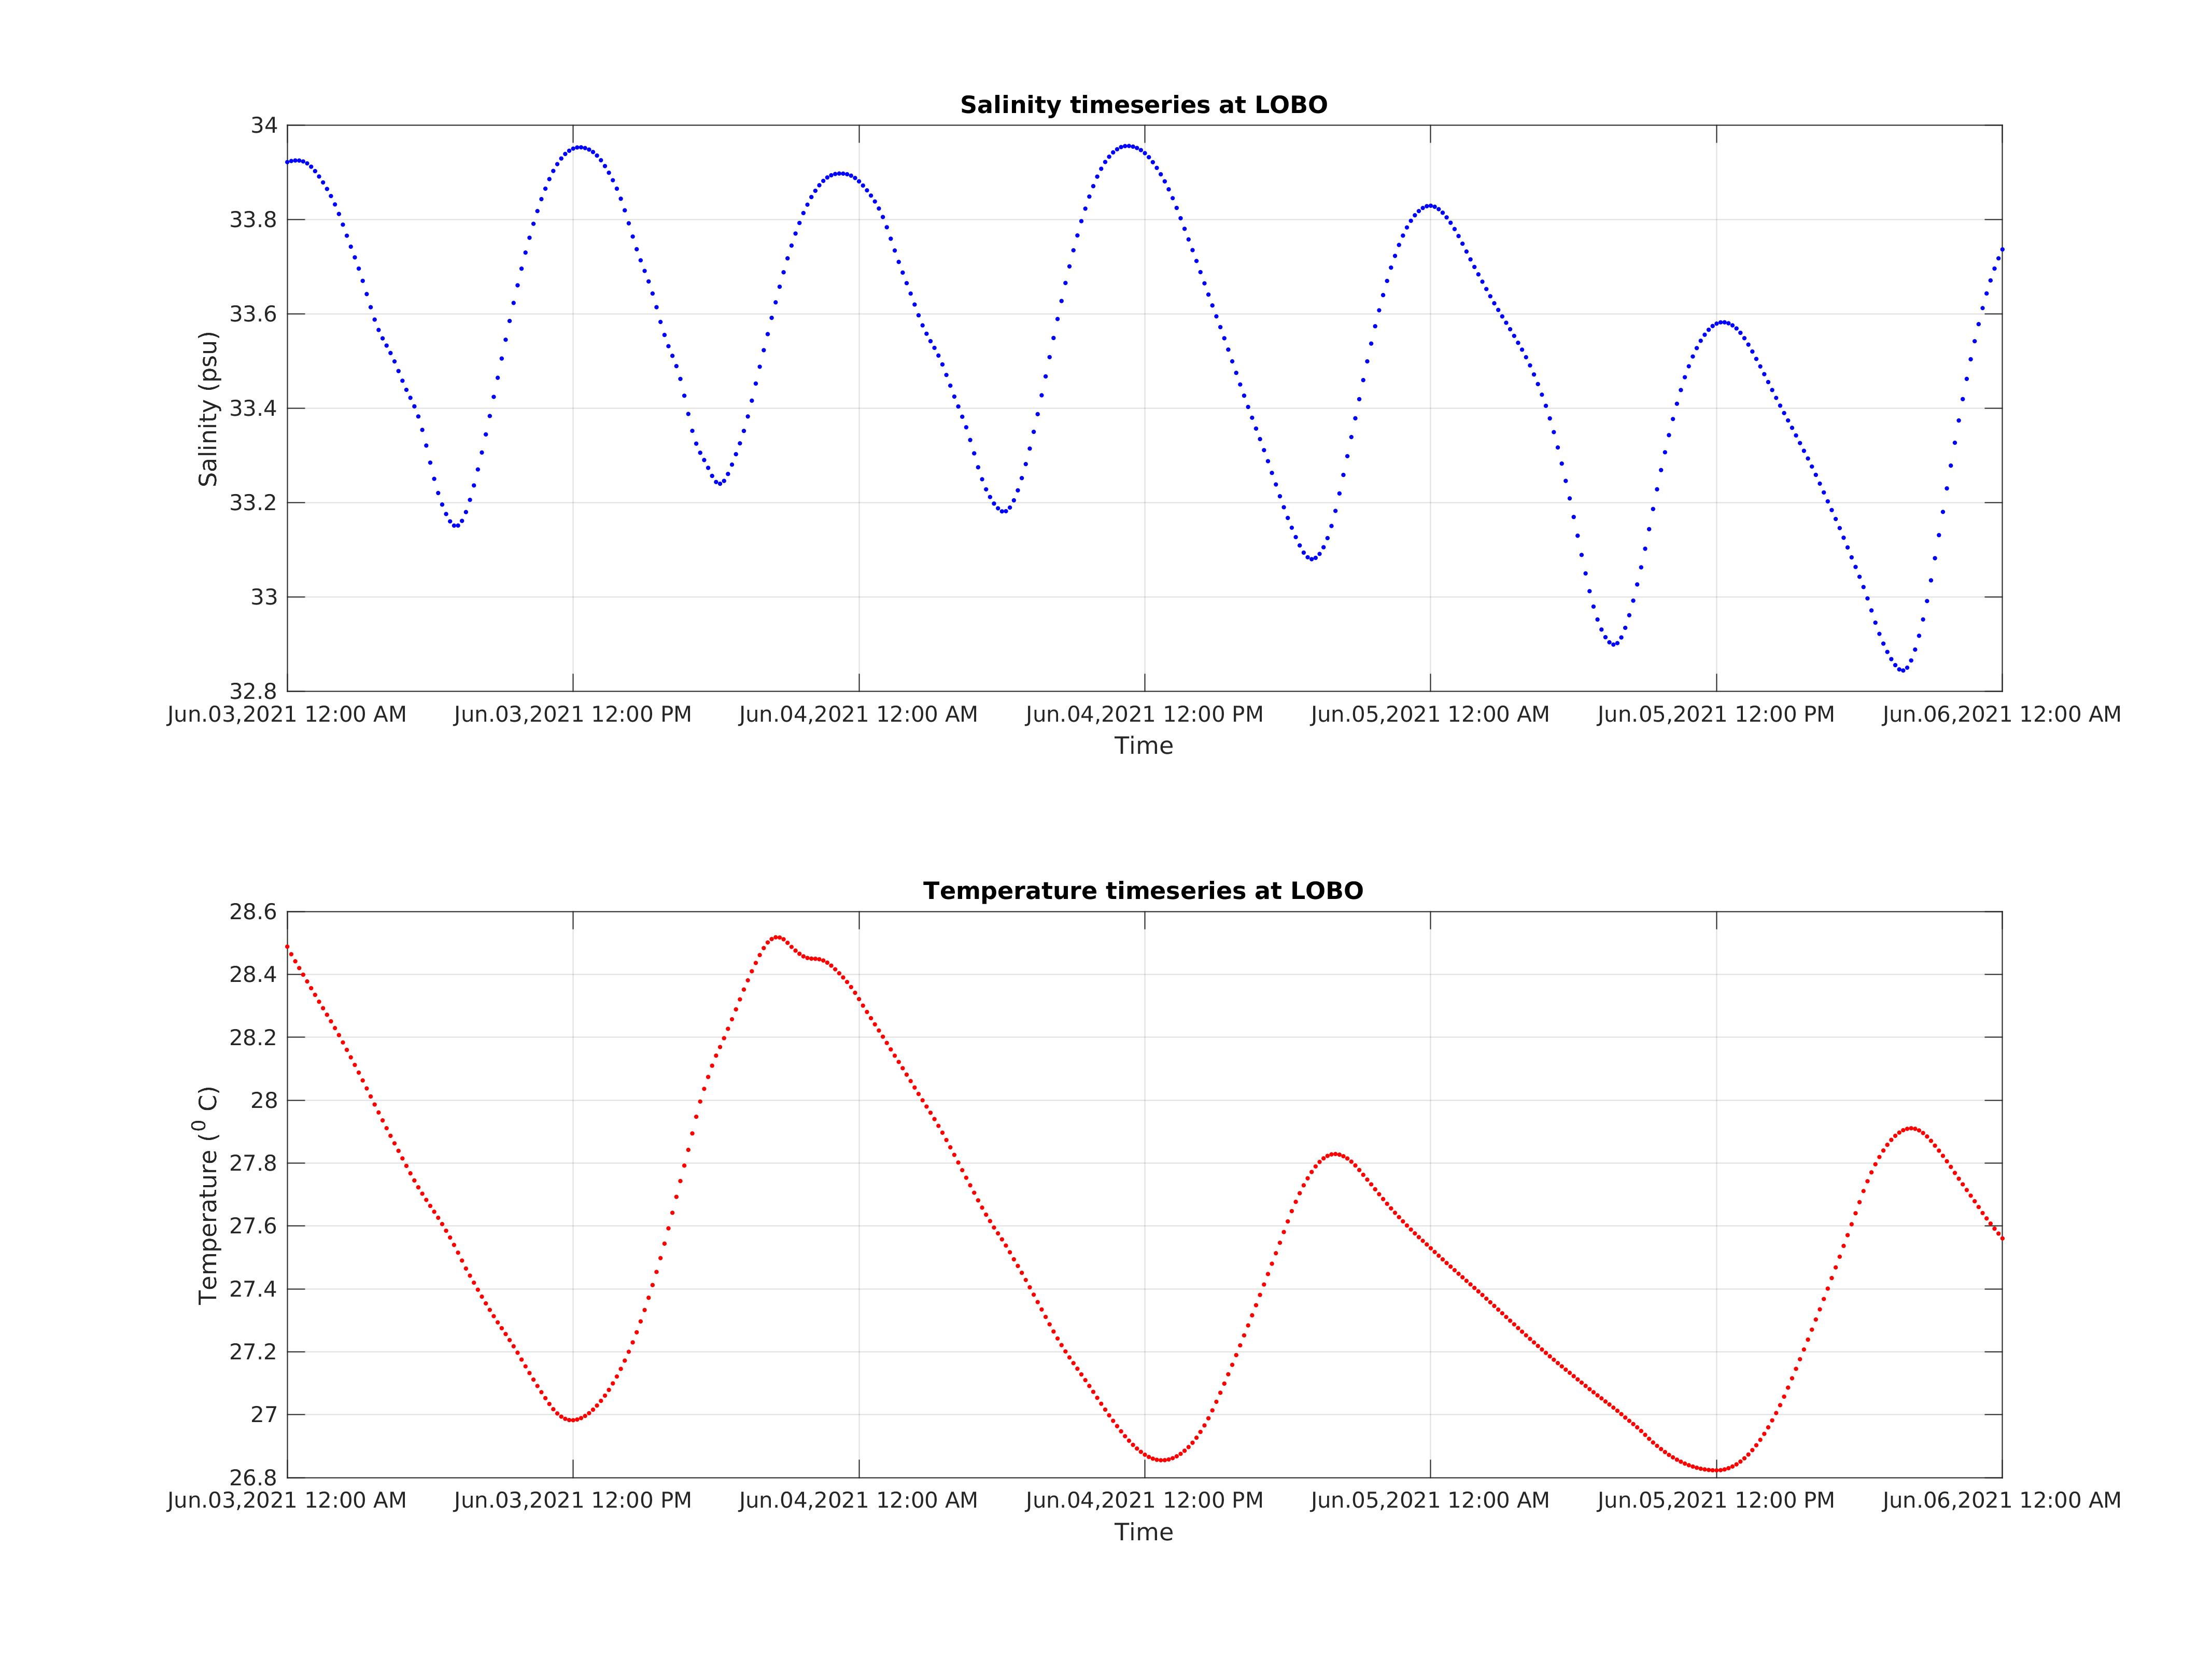 Salinity timeseries at LOBO
34
33.8
33.6
33.4
33.2
33
32.8
Salinity (psu)
Jun.03,2021 12:00 AM Jun.03,2021 12:00 PM Jun.04,2021 12:00 AM Jun.04,2021 12:00 PM Jun.05,2021 12:00 AM Jun.05,2021 12:00 PM Jun.06,2021 12:00 AM
Time
Temperature timeseries at LOBO
28.6
28.4
28.2
28
27.8
27.6
27.4
27.2
27
26.8
Temperature (⁰ C)
Jun.03,2021 12:00 AM Jun.03,2021 12:00 PM Jun.04,2021 12:00 AM Jun.04,2021 12:00 PM Jun.05,2021 12:00 AM Jun.05,2021 12:00 PM Jun.06,2021 12:00 AM
Time